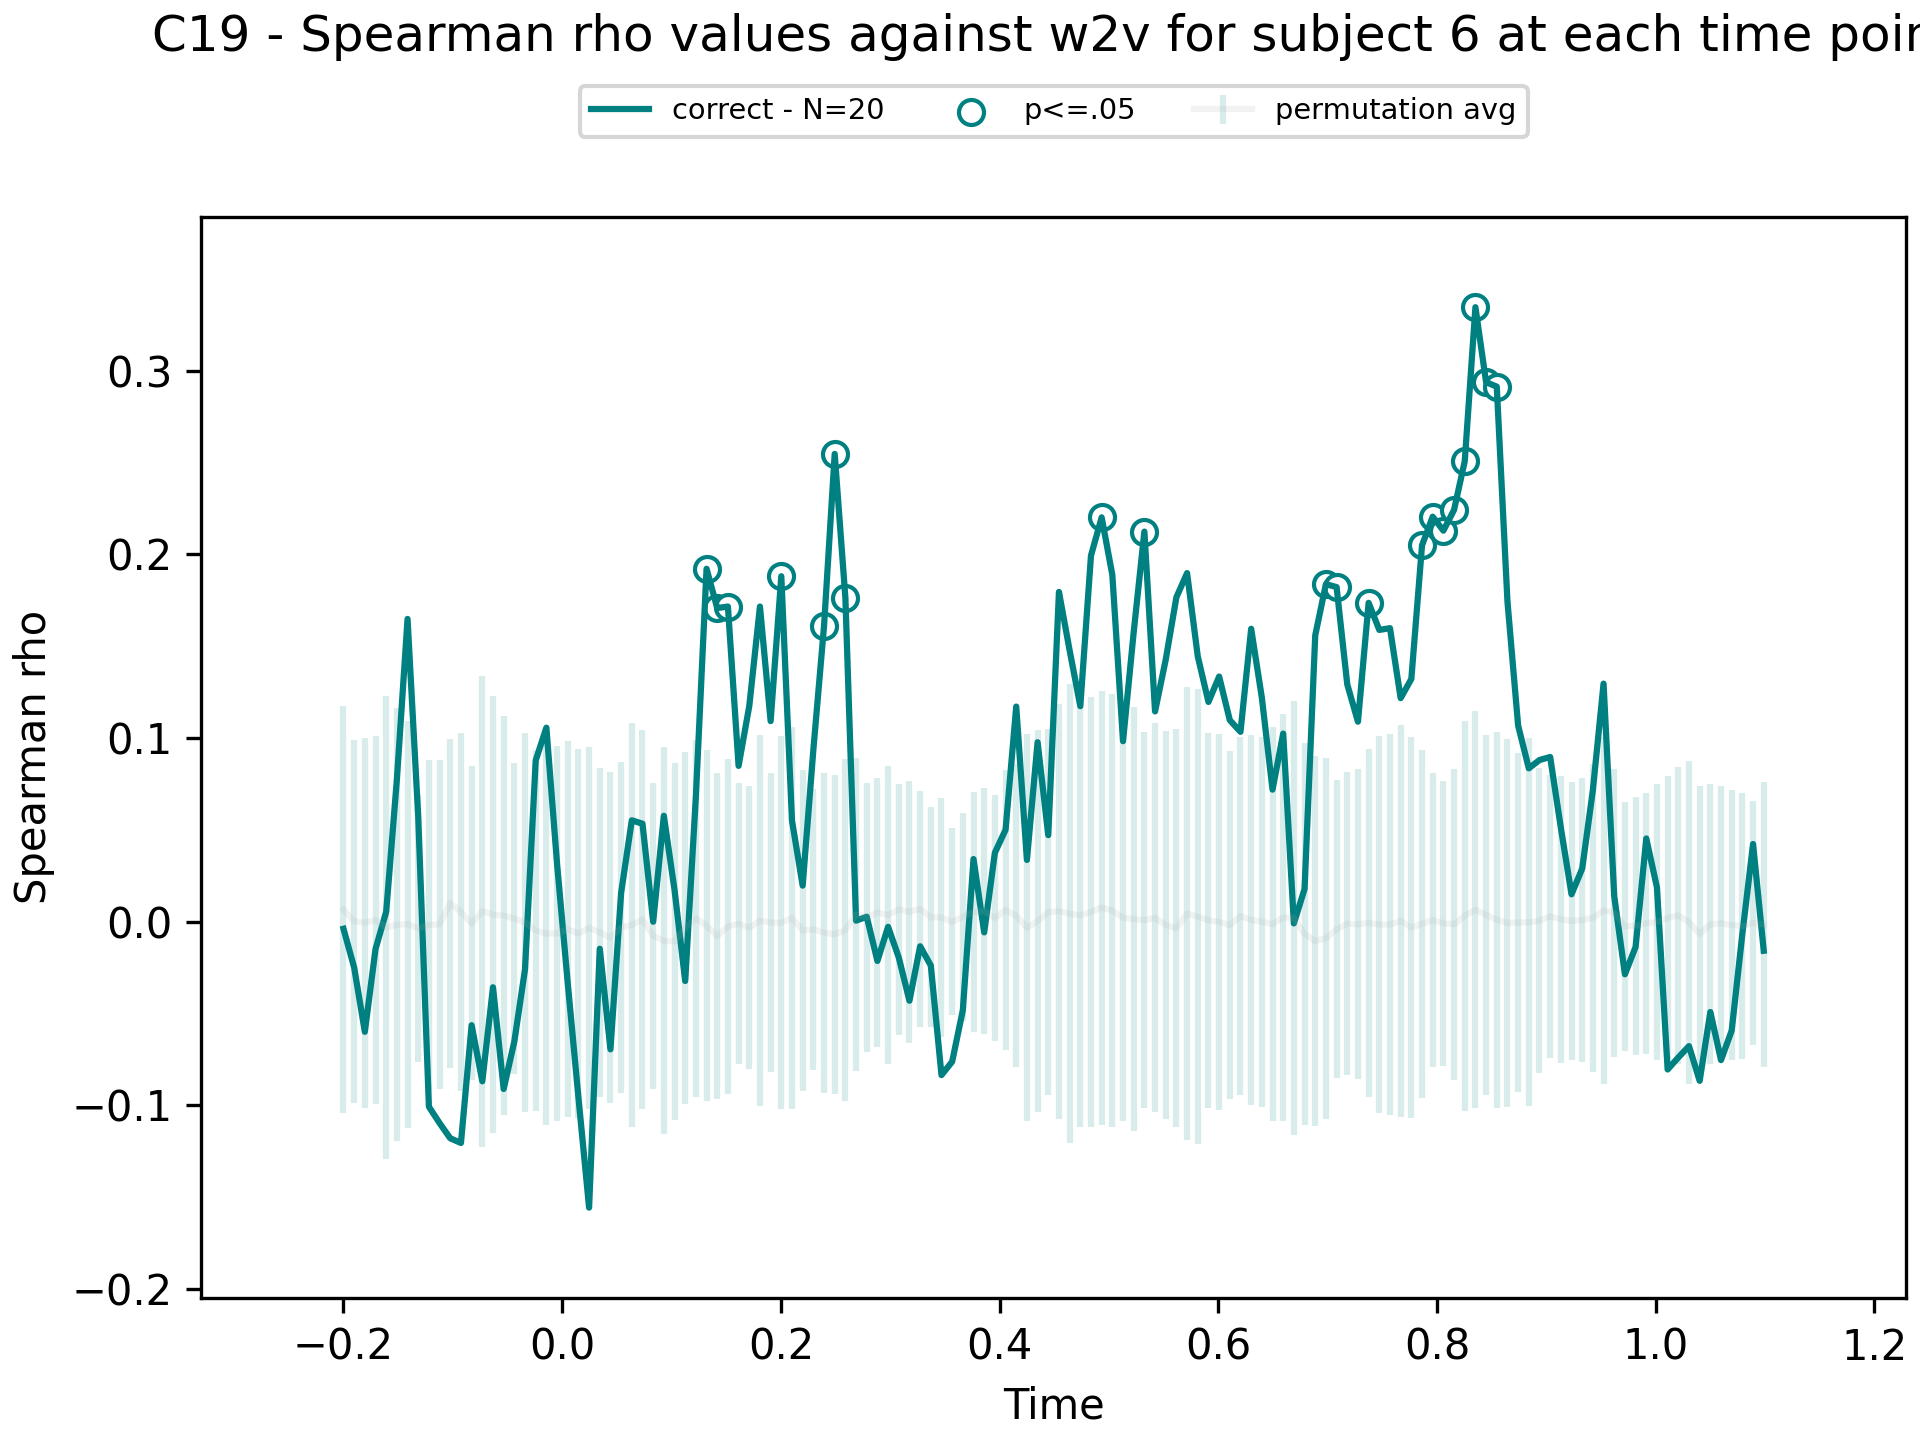 C19 - Spearman rho values against w2v for subject 6 at each time poin
correct - N=20 p<=.05 permutation avg
Spearman rho
0.3
0.2
0.1
0.0
−0.1
−0.2
−0.2 0.0 0.2 0.4 0.6 0.8 1.0 1.2
Time